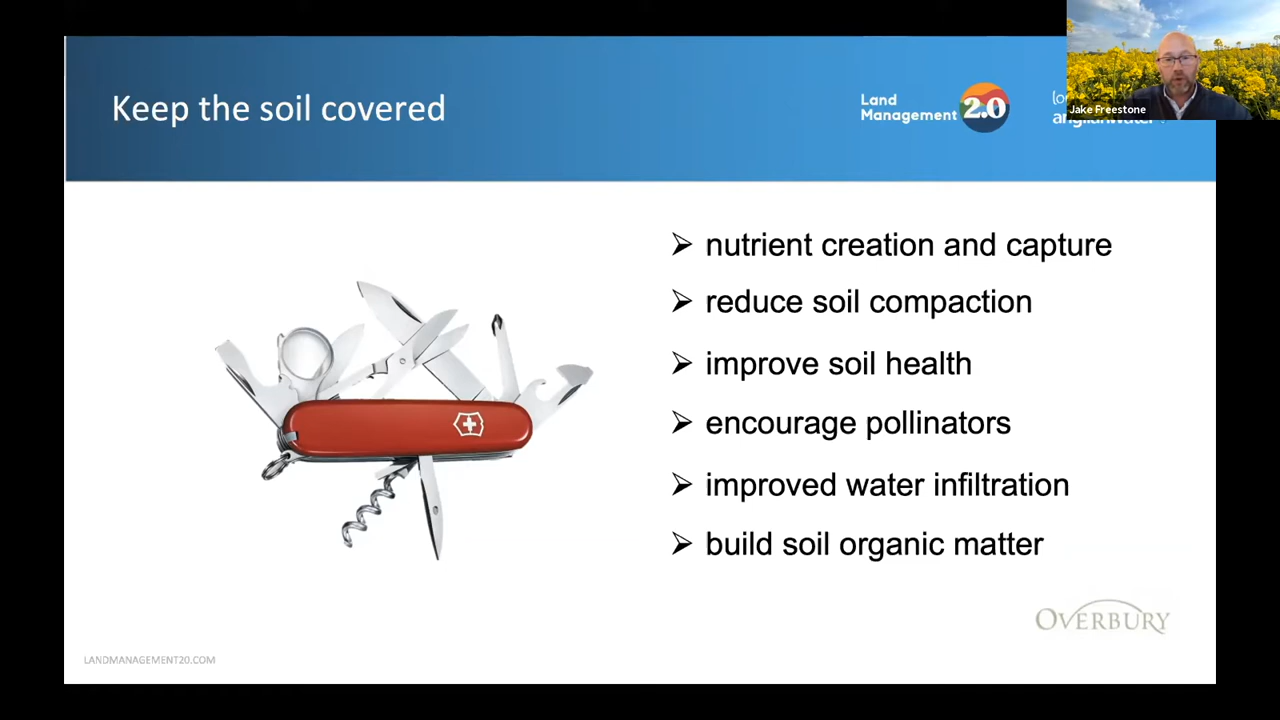 Keep the soil covered
Land
Management 2.0
Jake Freestone
➢ nutrient creation and capture
➢ reduce soil compaction
➢ improve soil health
➢ encourage pollinators
➢ improved water infiltration
➢ build soil organic matter
OVERBURY
LANDMANAGEMENT20.COM